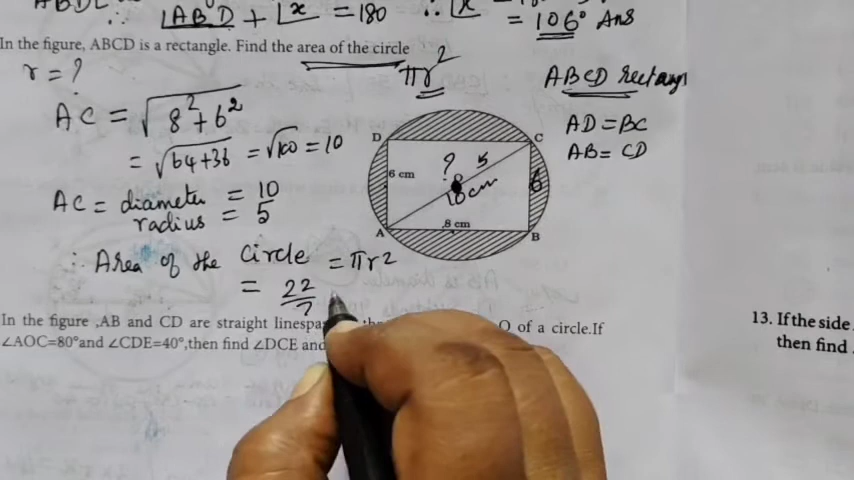 ∴ ∠ABD + ∠x = 180 ∴ ∠x
= 106° Ans
In the figure, ABCD is a rectangle. Find the area of the circle
r = ?
πr²
ABCD rectang
AC = √8² + 6²
AD = BC
= √64+36 = √100 = 10
AB = CD
D
C
? 5
6 cm
10 cm
6
AC = diameter = 10
radius = 5
A
8 cm
B
∴ Area of the Circle = πr²
= 22/7
In the figure ,AB and CD are straight lines O of a circle.If
∠AOC=80°and ∠CDE=40°,then find ∠DCE and
13. If the side
then find